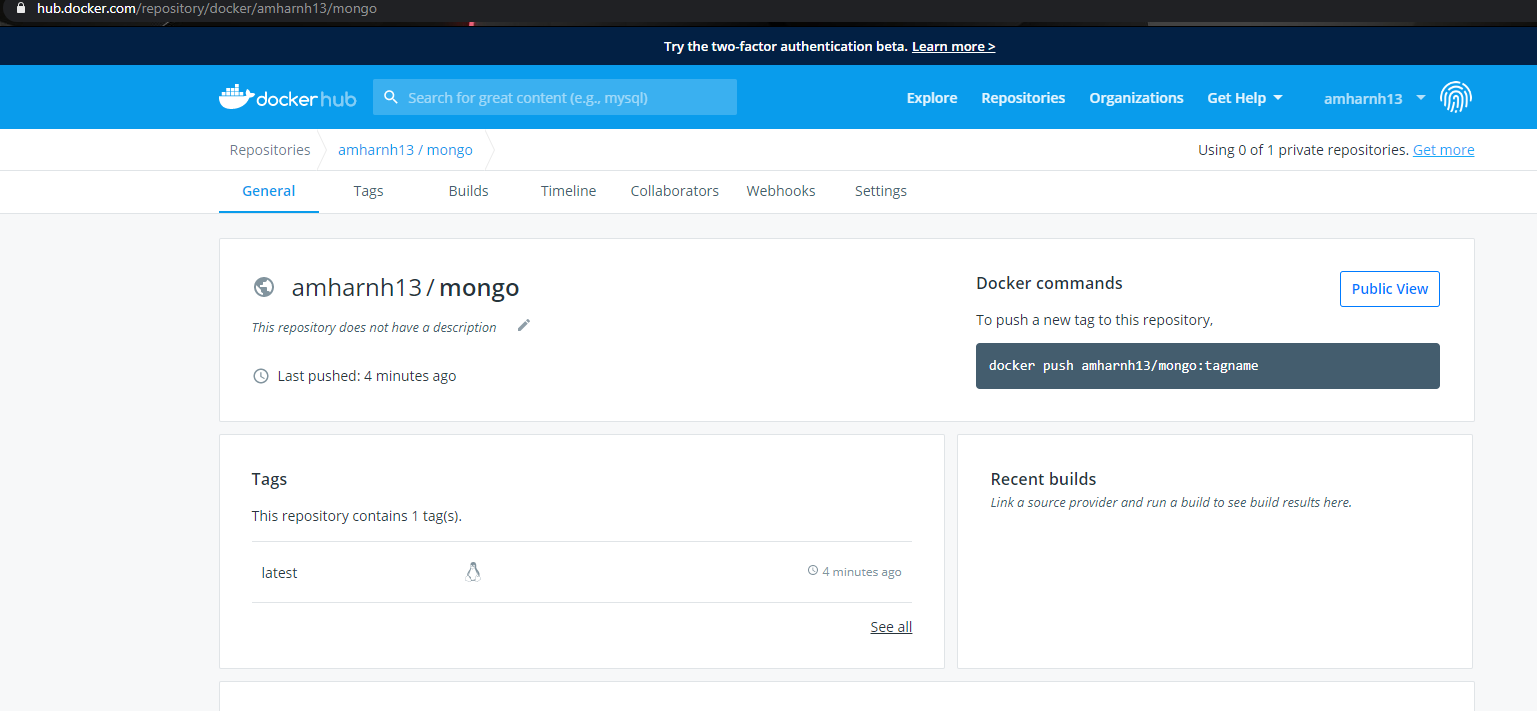 hub.docker.com/repository/docker/amharnh13/mongo
Try the two-factor authentication beta. Learn more >
dockerhub
Search for great content (e.g., mysql)
Explore Repositories Organizations Get Help amharnh13
Repositories amharnh13 / mongo
Using 0 of 1 private repositories. Get more
General Tags Builds Timeline Collaborators Webhooks Settings
amharnh13 / mongo
This repository does not have a description
Last pushed: 4 minutes ago
Docker commands
Public View
To push a new tag to this repository,
docker push amharnh13/mongo:tagname
Tags
This repository contains 1 tag(s).
latest 4 minutes ago
See all
Recent builds
Link a source provider and run a build to see build results here.